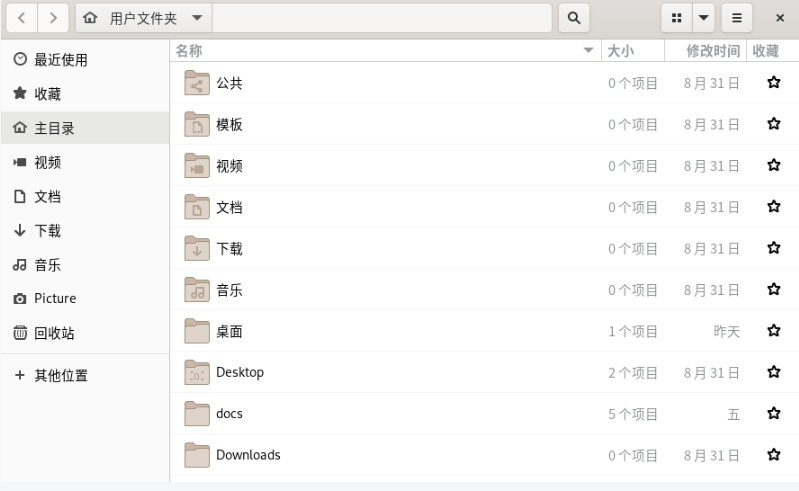 用户文件夹
名称 大小 修改时间 收藏
最近使用
收藏
主目录
视频
文档
下载
音乐
Picture
回收站
其他位置
公共 0 个项目 8 月 31 日
模板 0 个项目 8 月 31 日
视频 0 个项目 8 月 31 日
文档 0 个项目 8 月 31 日
下载 0 个项目 8 月 31 日
音乐 0 个项目 8 月 31 日
桌面 1 个项目 昨天
Desktop 2 个项目 8 月 31 日
docs 5 个项目 五
Downloads 0 个项目 8 月 31 日